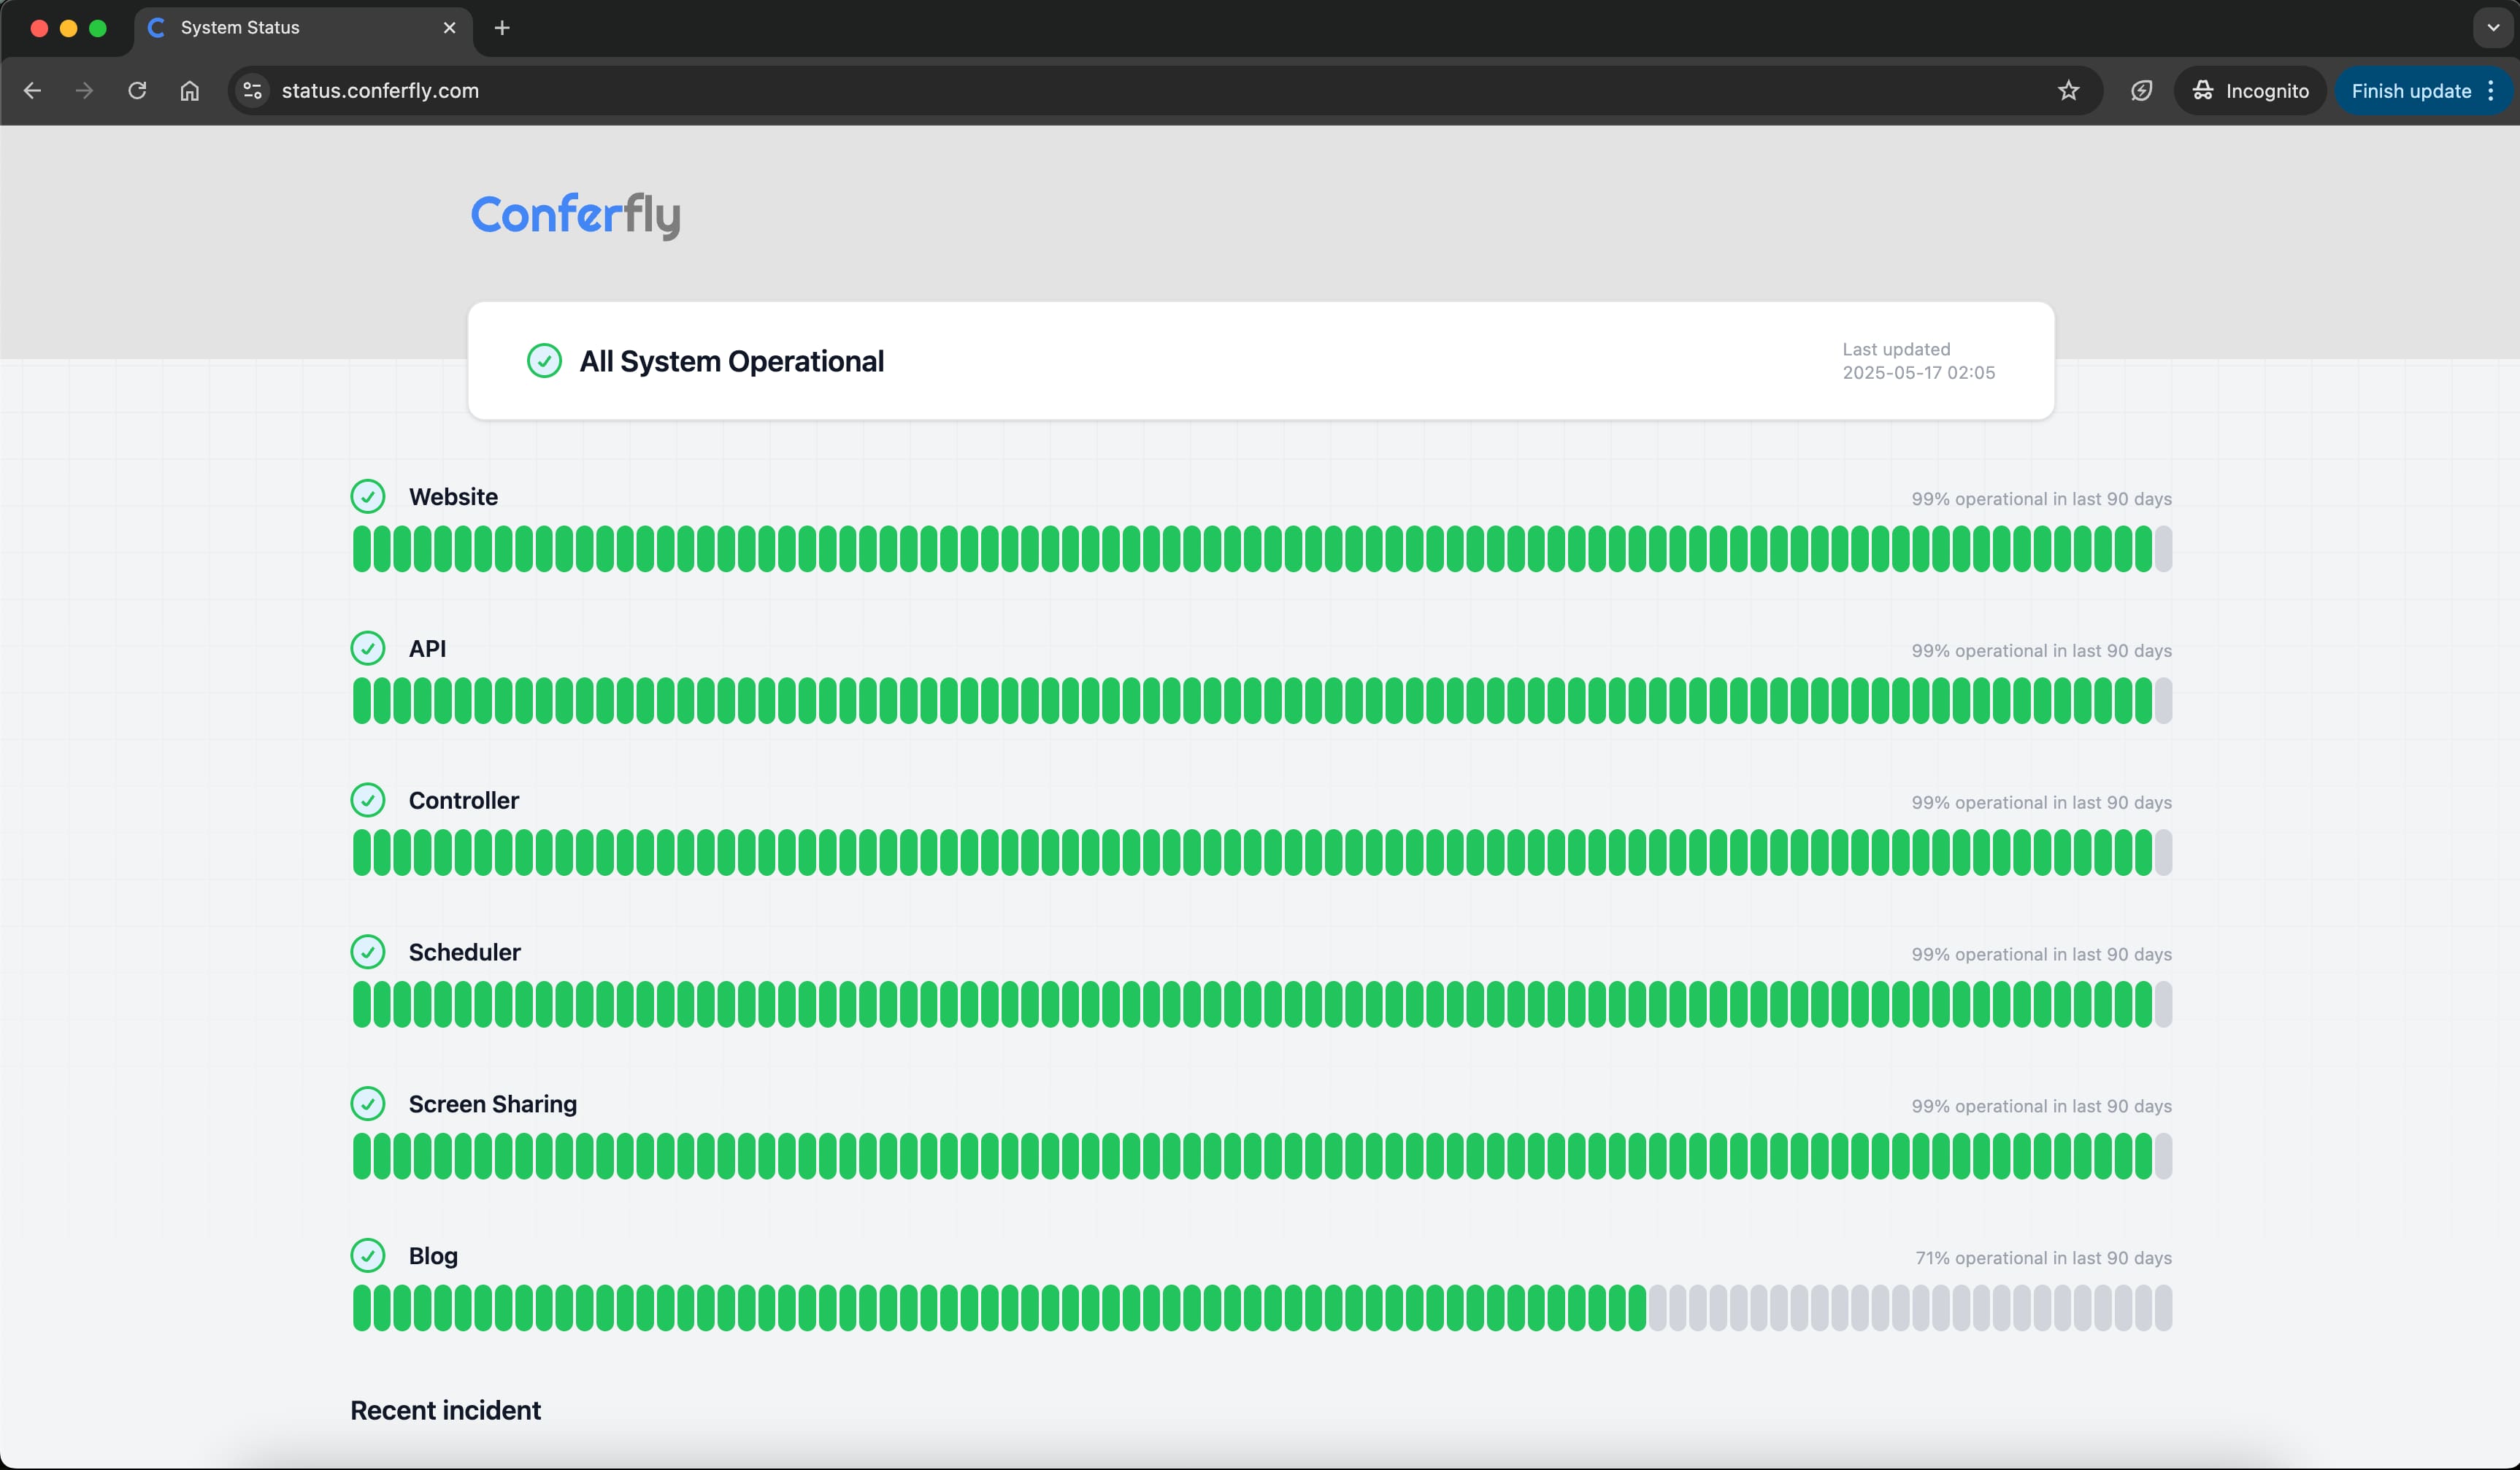 System Status
status.conferfly.com
Incognito
Finish update
Conferfly
All System Operational
Last updated
2025-05-17 02:05
Website
99% operational in last 90 days
API
99% operational in last 90 days
Controller
99% operational in last 90 days
Scheduler
99% operational in last 90 days
Screen Sharing
99% operational in last 90 days
Blog
71% operational in last 90 days
Recent incident